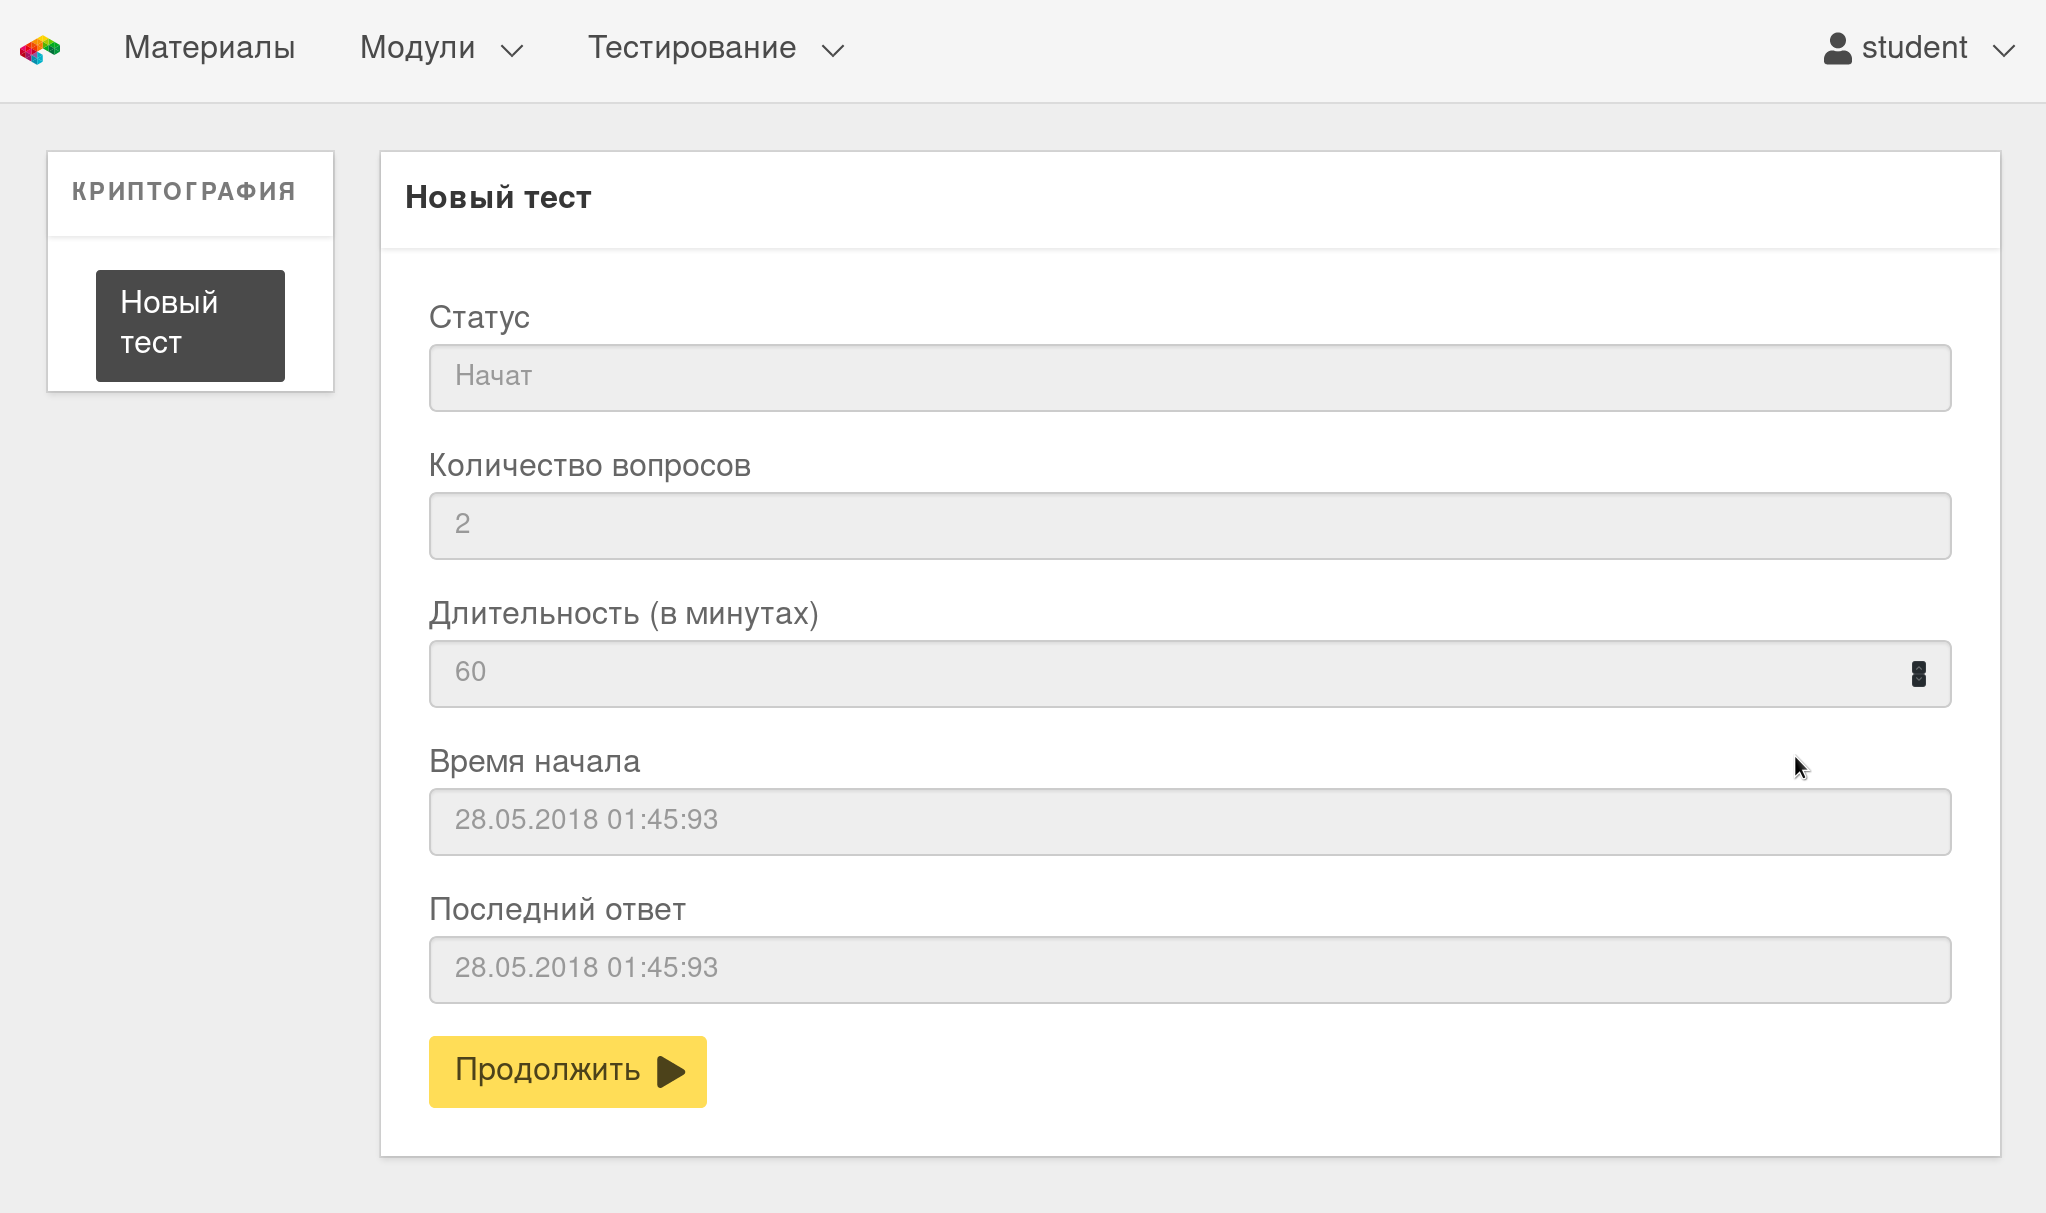 Материалы
Модули
Тестирование
student
КРИПТОГРАФИЯ
Новый
тест
Новый тест
Статус
Начат
Количество вопросов
2
Длительность (в минутах)
60
Время начала
28.05.2018 01:45:93
Последний ответ
28.05.2018 01:45:93
Продолжить